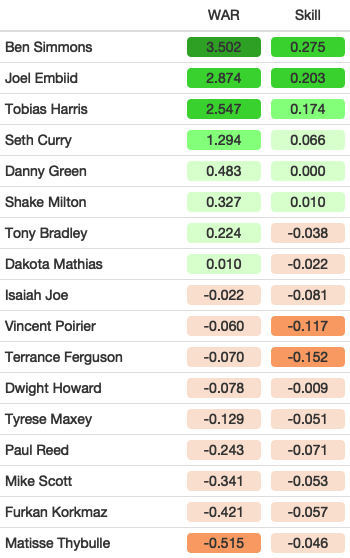 WAR Skill
Ben Simmons 3.502 0.275
Joel Embiid 2.874 0.203
Tobias Harris 2.547 0.174
Seth Curry 1.294 0.066
Danny Green 0.483 0.000
Shake Milton 0.327 0.010
Tony Bradley 0.224 -0.038
Dakota Mathias 0.010 -0.022
Isaiah Joe -0.022 -0.081
Vincent Poirier -0.060 -0.117
Terrance Ferguson -0.070 -0.152
Dwight Howard -0.078 -0.009
Tyrese Maxey -0.129 -0.051
Paul Reed -0.243 -0.071
Mike Scott -0.341 -0.053
Furkan Korkmaz -0.421 -0.057
Matisse Thybulle -0.515 -0.046